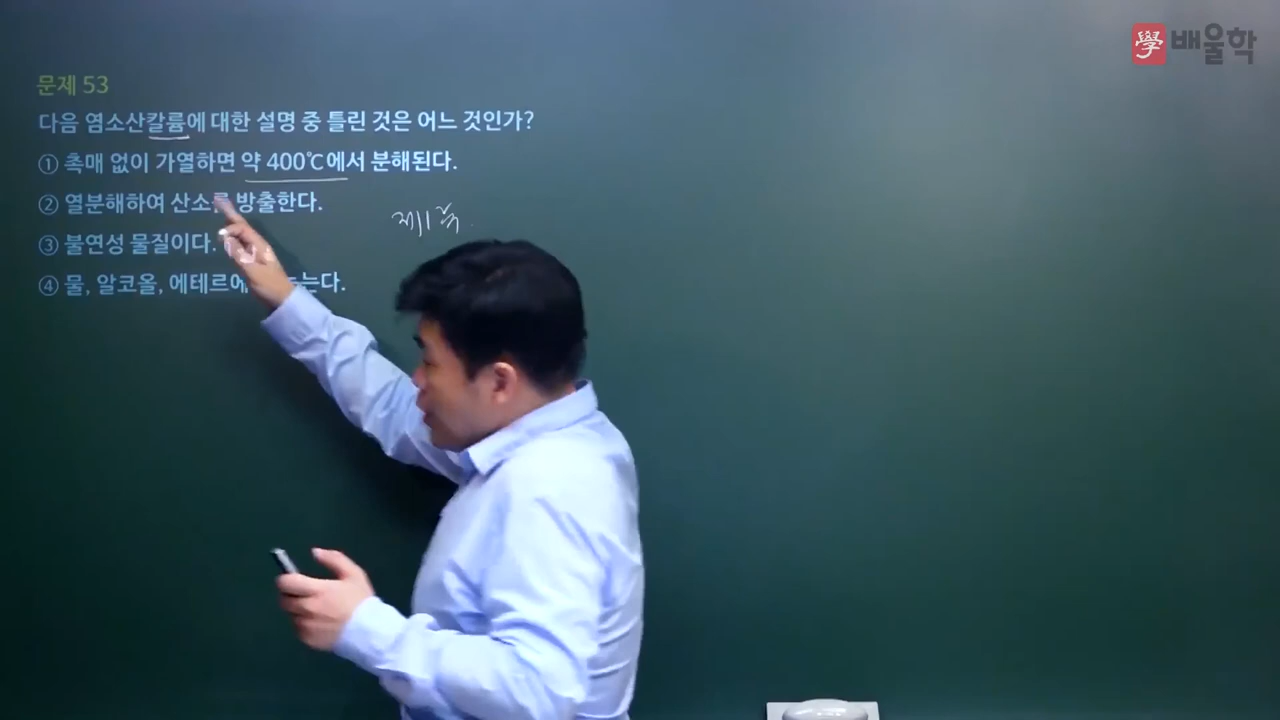 學 배울학
문제 53
다음 염소산칼륨에 대한 설명 중 틀린 것은 어느 것인가?
① 촉매 없이 가열하면 약 400℃에서 분해된다.
② 열분해하여 산소를 방출한다.
제1류
③ 불연성 물질이다.
④ 물, 알코올, 에테르에 는다.